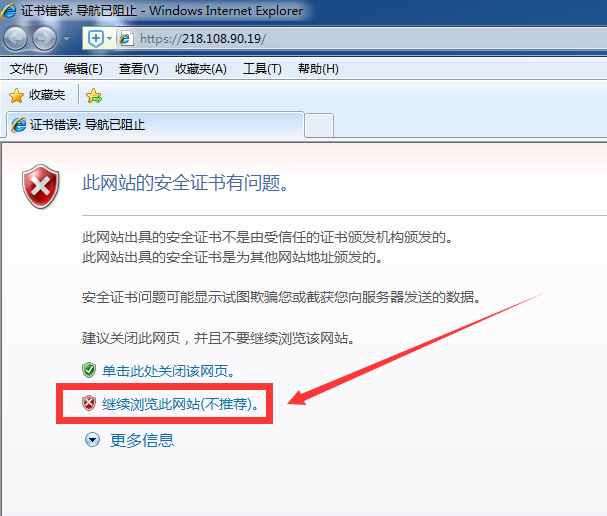 证书错误: 导航已阻止 - Windows Internet Explorer
https://218.108.90.19/
文件(F) 编辑(E) 查看(V) 收藏夹(A) 工具(T) 帮助(H)
收藏夹
证书错误: 导航已阻止
此网站的安全证书有问题。
此网站出具的安全证书不是由受信任的证书颁发机构颁发的。
此网站出具的安全证书是为其他网站地址颁发的。
安全证书问题可能显示试图欺骗您或截获您向服务器发送的数据。
建议关闭此网页，并且不要继续浏览该网站。
单击此处关闭该网页。
继续浏览此网站(不推荐)。
更多信息